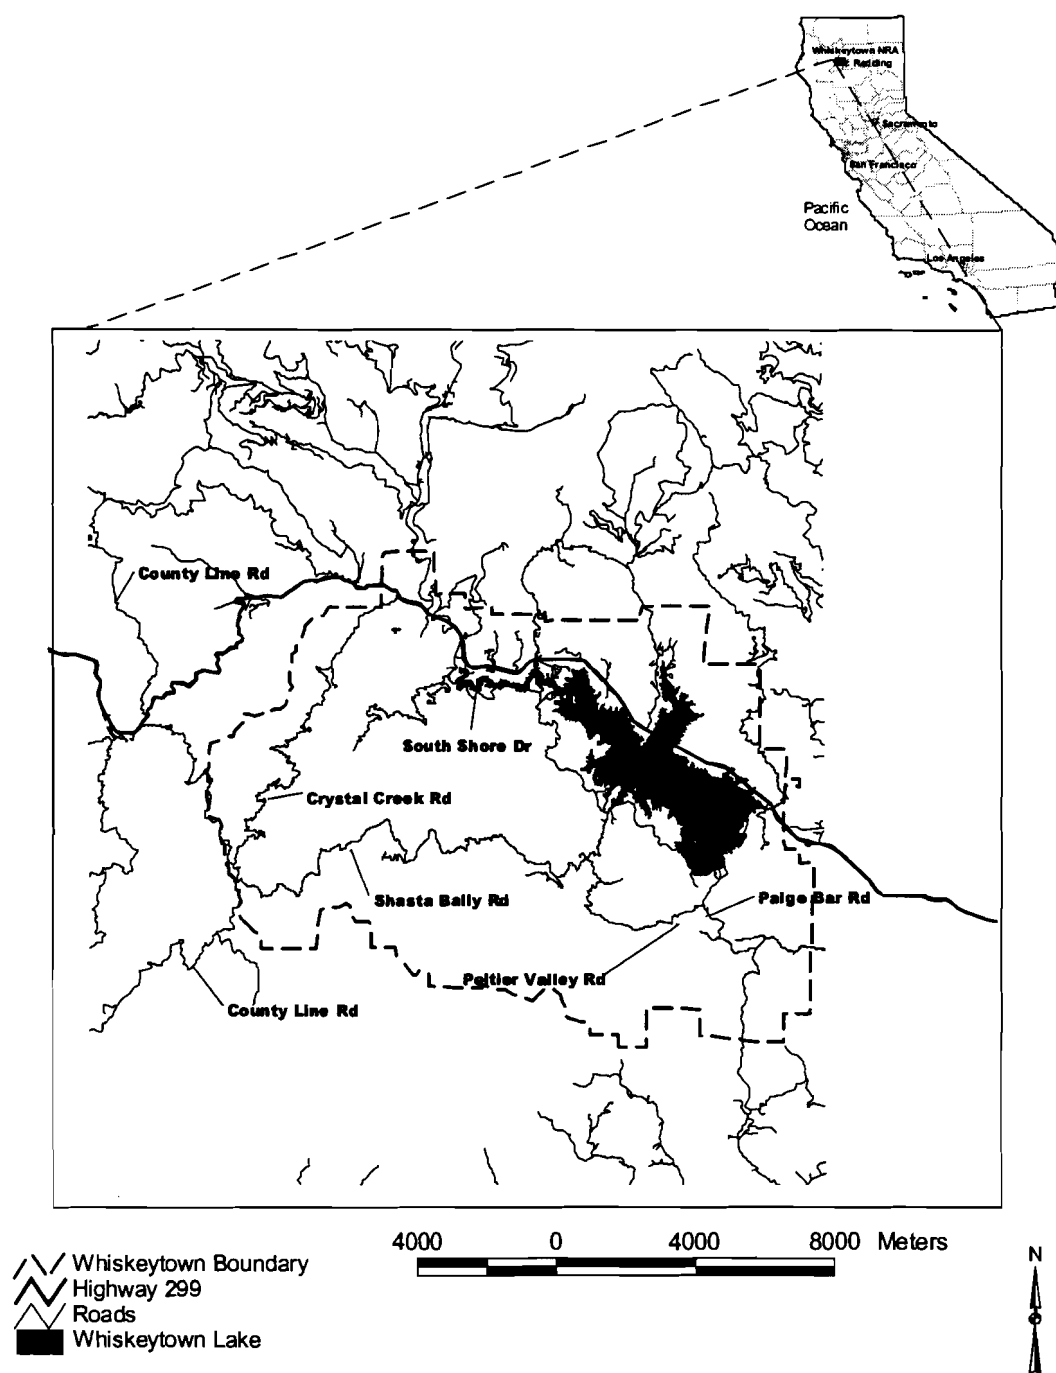 Whiskeytown NRA
Redding
Sacramento
San Francisco
Pacific
Ocean
Los Angeles
County Line Rd
South Shore Dr
Crystal Creek Rd
Shasta Bally Rd
Paige Bar Rd
Peltier Valley Rd
County Line Rd
4000 0 4000 8000 Meters
N
Whiskeytown Boundary
Highway 299
Roads
Whiskeytown Lake